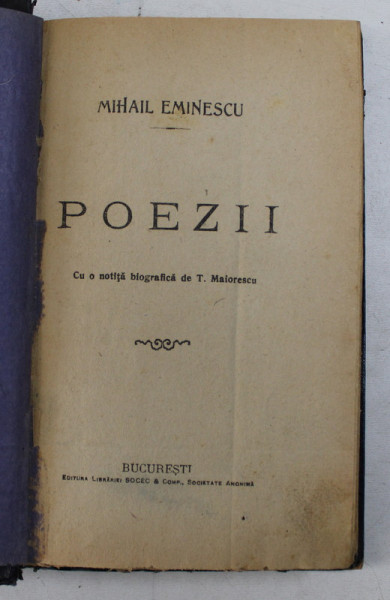 MIHAIL EMINESCU
POEZII
Cu o notiță biografică de T. Maiorescu
BUCUREȘTI
EDITURA LIBRĂRIEI SOCEC & COMP., SOCIETATE ANONIMĂ